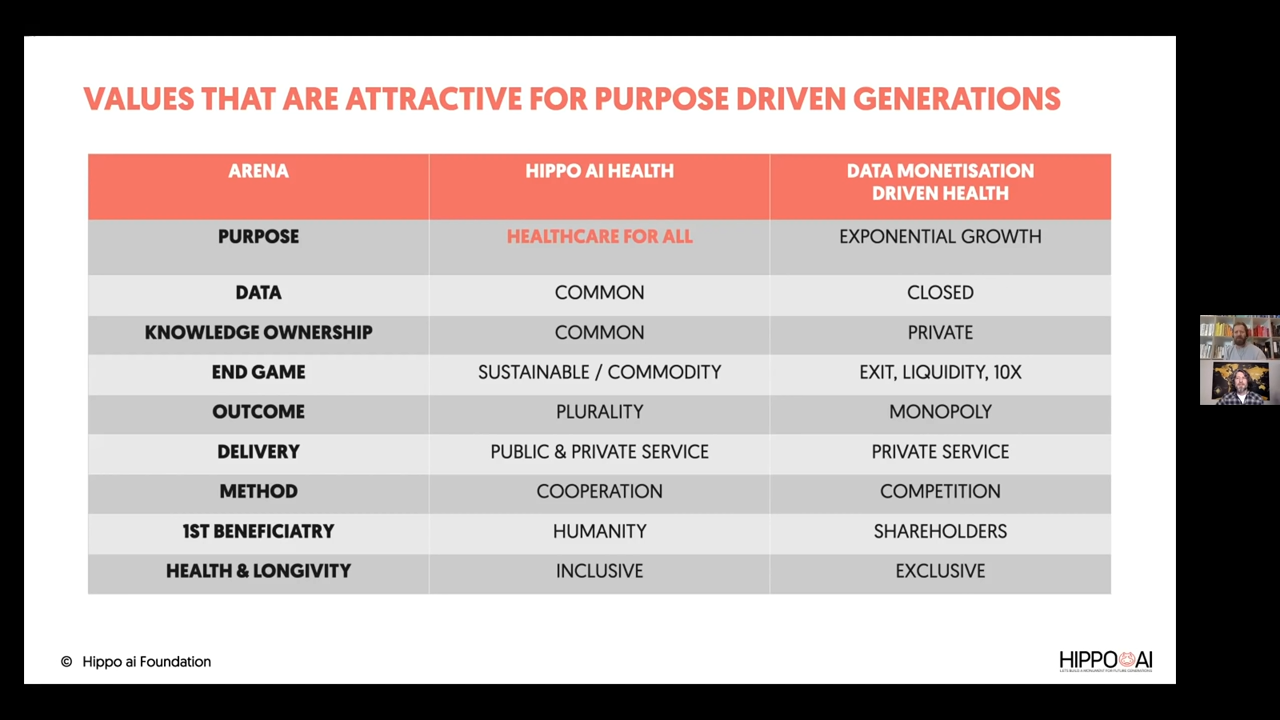 VALUES THAT ARE ATTRACTIVE FOR PURPOSE DRIVEN GENERATIONS
ARENA HIPPO AI HEALTH DATA MONETISATION
DRIVEN HEALTH
PURPOSE HEALTHCARE FOR ALL EXPONENTIAL GROWTH
DATA COMMON CLOSED
KNOWLEDGE OWNERSHIP COMMON PRIVATE
END GAME SUSTAINABLE / COMMODITY EXIT, LIQUIDITY, 10X
OUTCOME PLURALITY MONOPOLY
DELIVERY PUBLIC & PRIVATE SERVICE PRIVATE SERVICE
METHOD COOPERATION COMPETITION
1ST BENEFICIATRY HUMANITY SHAREHOLDERS
HEALTH & LONGIVITY INCLUSIVE EXCLUSIVE
© Hippo ai Foundation
HIPPO AI